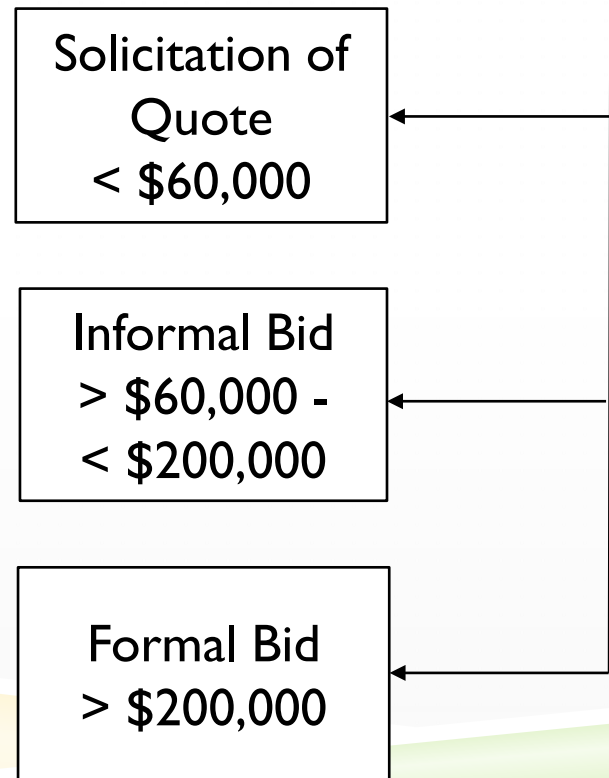 Solicitation of
Quote
< $60,000
Informal Bid
> $60,000 -
< $200,000
Formal Bid
> $200,000